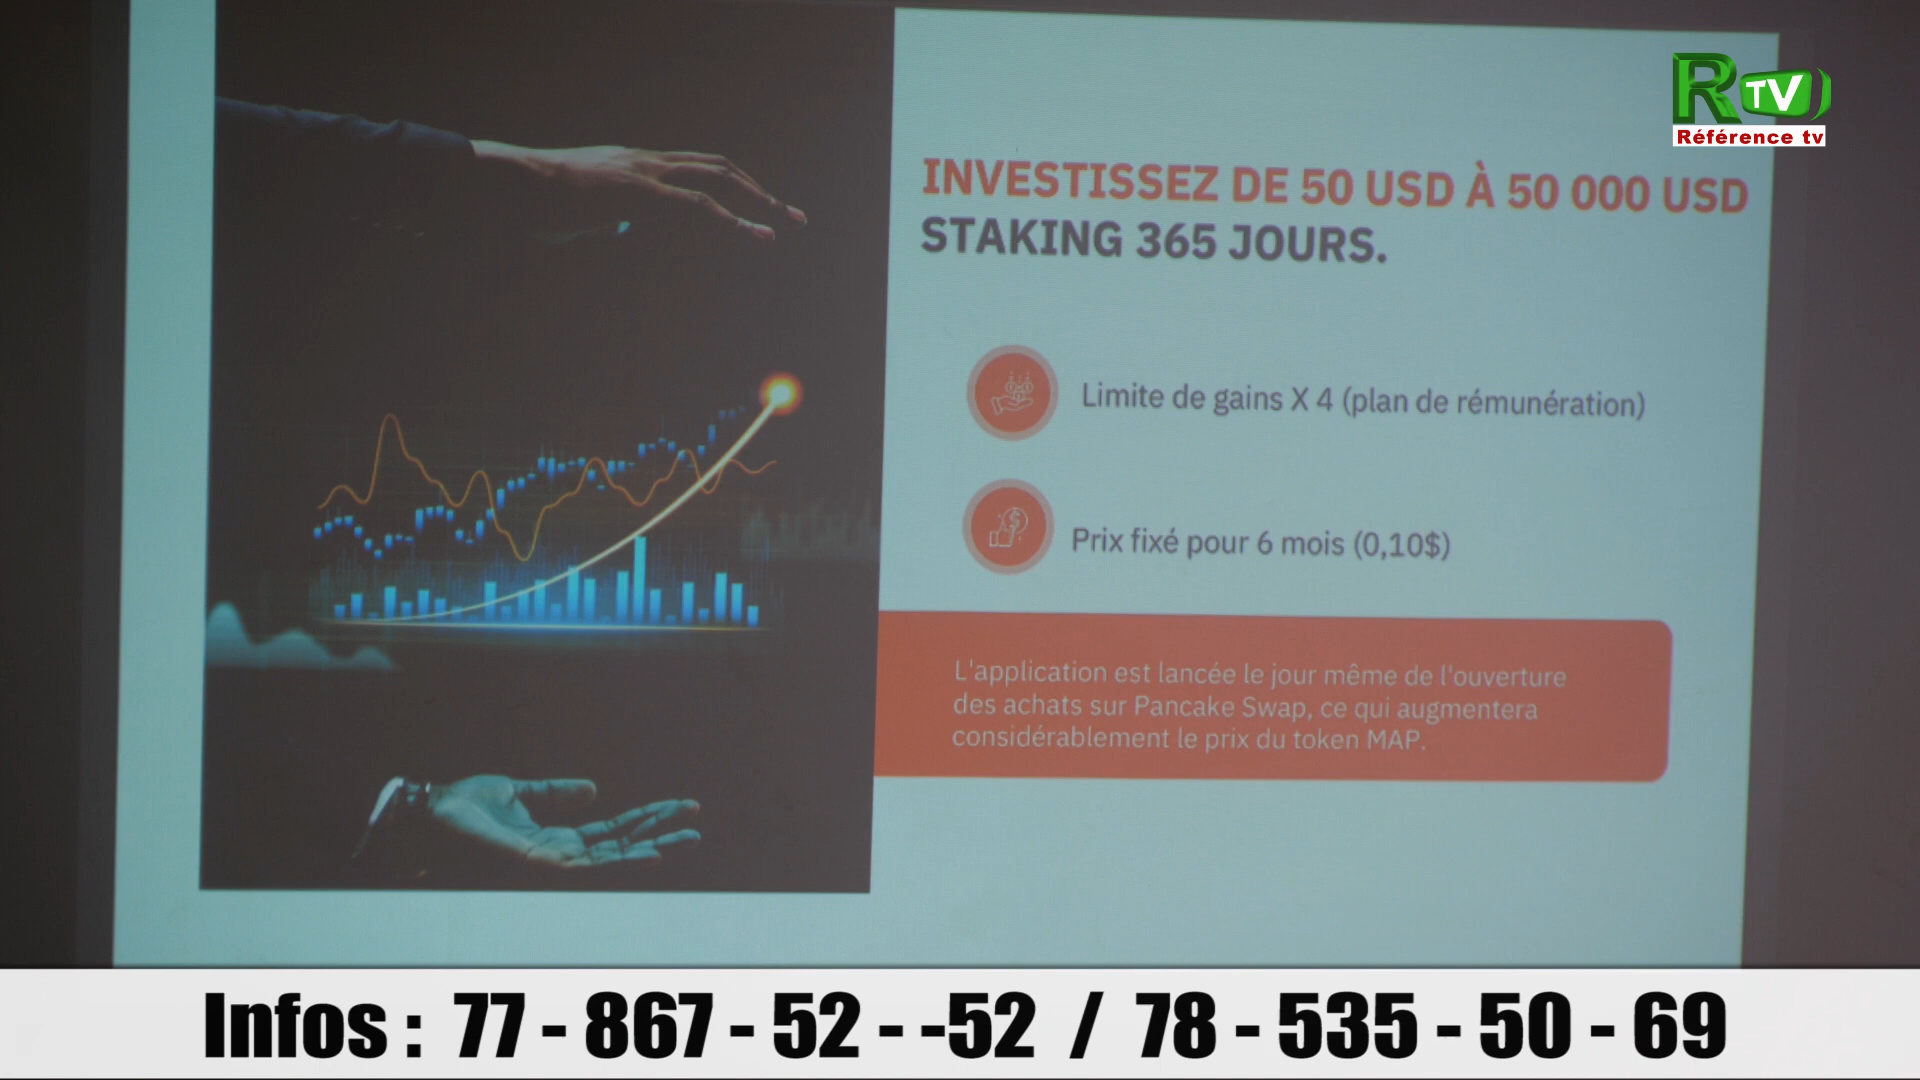 R TV
Référence tv
INVESTISSEZ DE 50 USD À 50 000 USD
STAKING 365 JOURS.
Limite de gains X 4 (plan de rémunération)
Prix fixé pour 6 mois (0,10$)
L'application est lancée le jour même de l'ouverture
des achats sur Pancake Swap, ce qui augmentera
considérablement le prix du token MAP.
Infos : 77 - 867 - 52 - -52 / 78 - 535 - 50 - 69